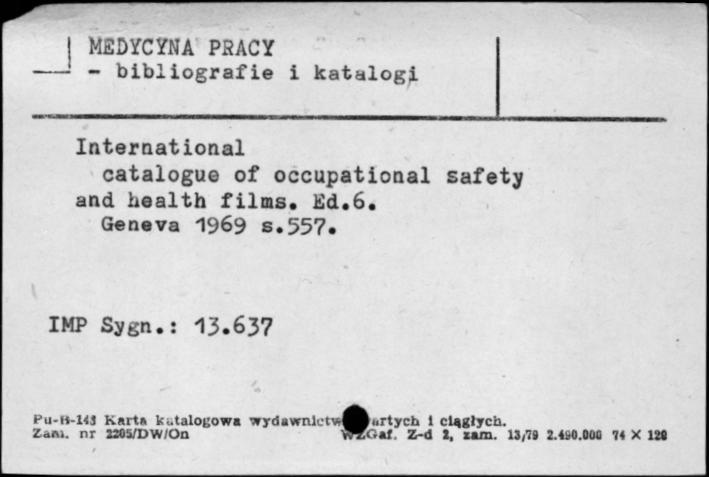 MEDYCYNA PRACY
- bibliografie i katalogi
International
catalogue of occupational safety
and health films. Ed.6.
Geneva 1969 s.557.
IMP Sygn.: 13.637
Pu-B-143 Karta katalogowa wydawnictw i ciągłych.
Zam. nr 2205/DW/On WZGaf. Z-d 2, zam. 13/79 2.490.000 74 X 120